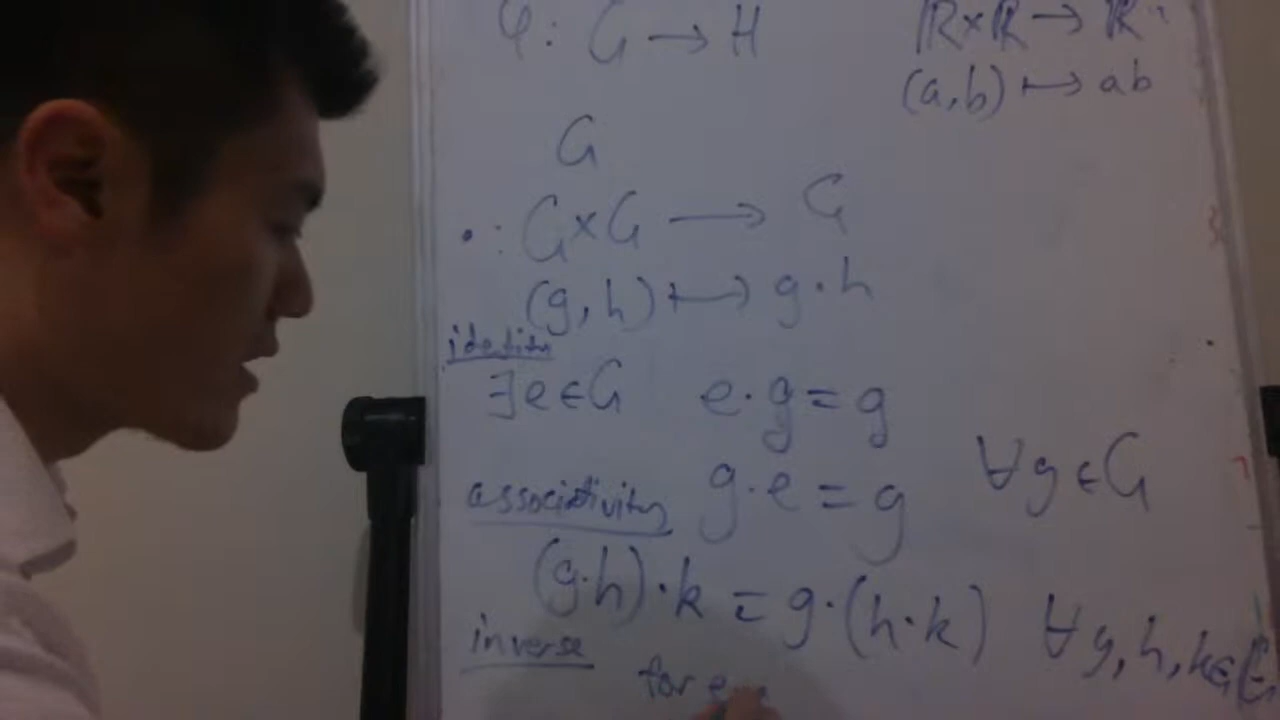 φ: G → H
ℝ×ℝ → ℝ
(a,b) ↦ ab
G
·: G×G → G
(g,h) ↦ g·h
identity
∃e∈G e·g=g
g·e=g ∀g∈G
associativity
(g·h)·k = g·(h·k) ∀g,h,k∈G
inverse
for